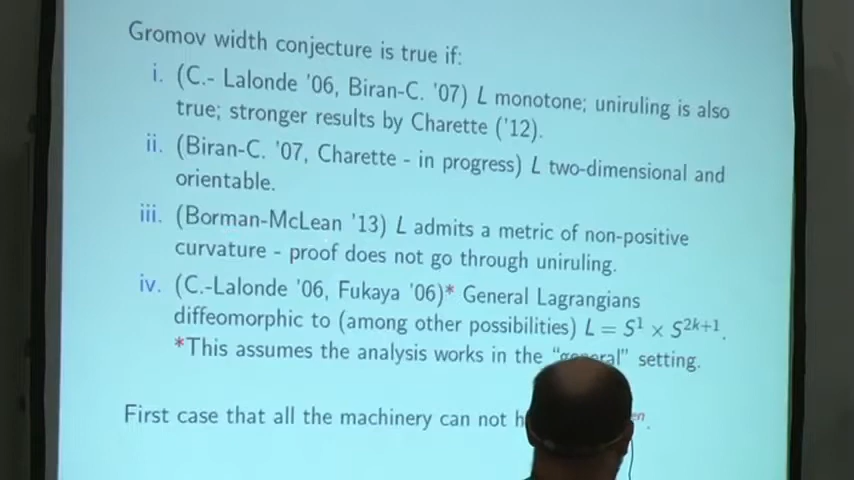 Gromov width conjecture is true if:
i. (C.- Lalonde '06, Biran-C. '07) L monotone; uniruling is also
true; stronger results by Charette ('12).
ii. (Biran-C. '07, Charette - in progress) L two-dimensional and
orientable.
iii. (Borman-McLean '13) L admits a metric of non-positive
curvature - proof does not go through uniruling.
iv. (C.-Lalonde '06, Fukaya '06)* General Lagrangians
diffeomorphic to (among other possibilities) L = S¹ × S²ᵏ⁺¹.
*This assumes the analysis works in the "general" setting.
First case that all the machinery can not